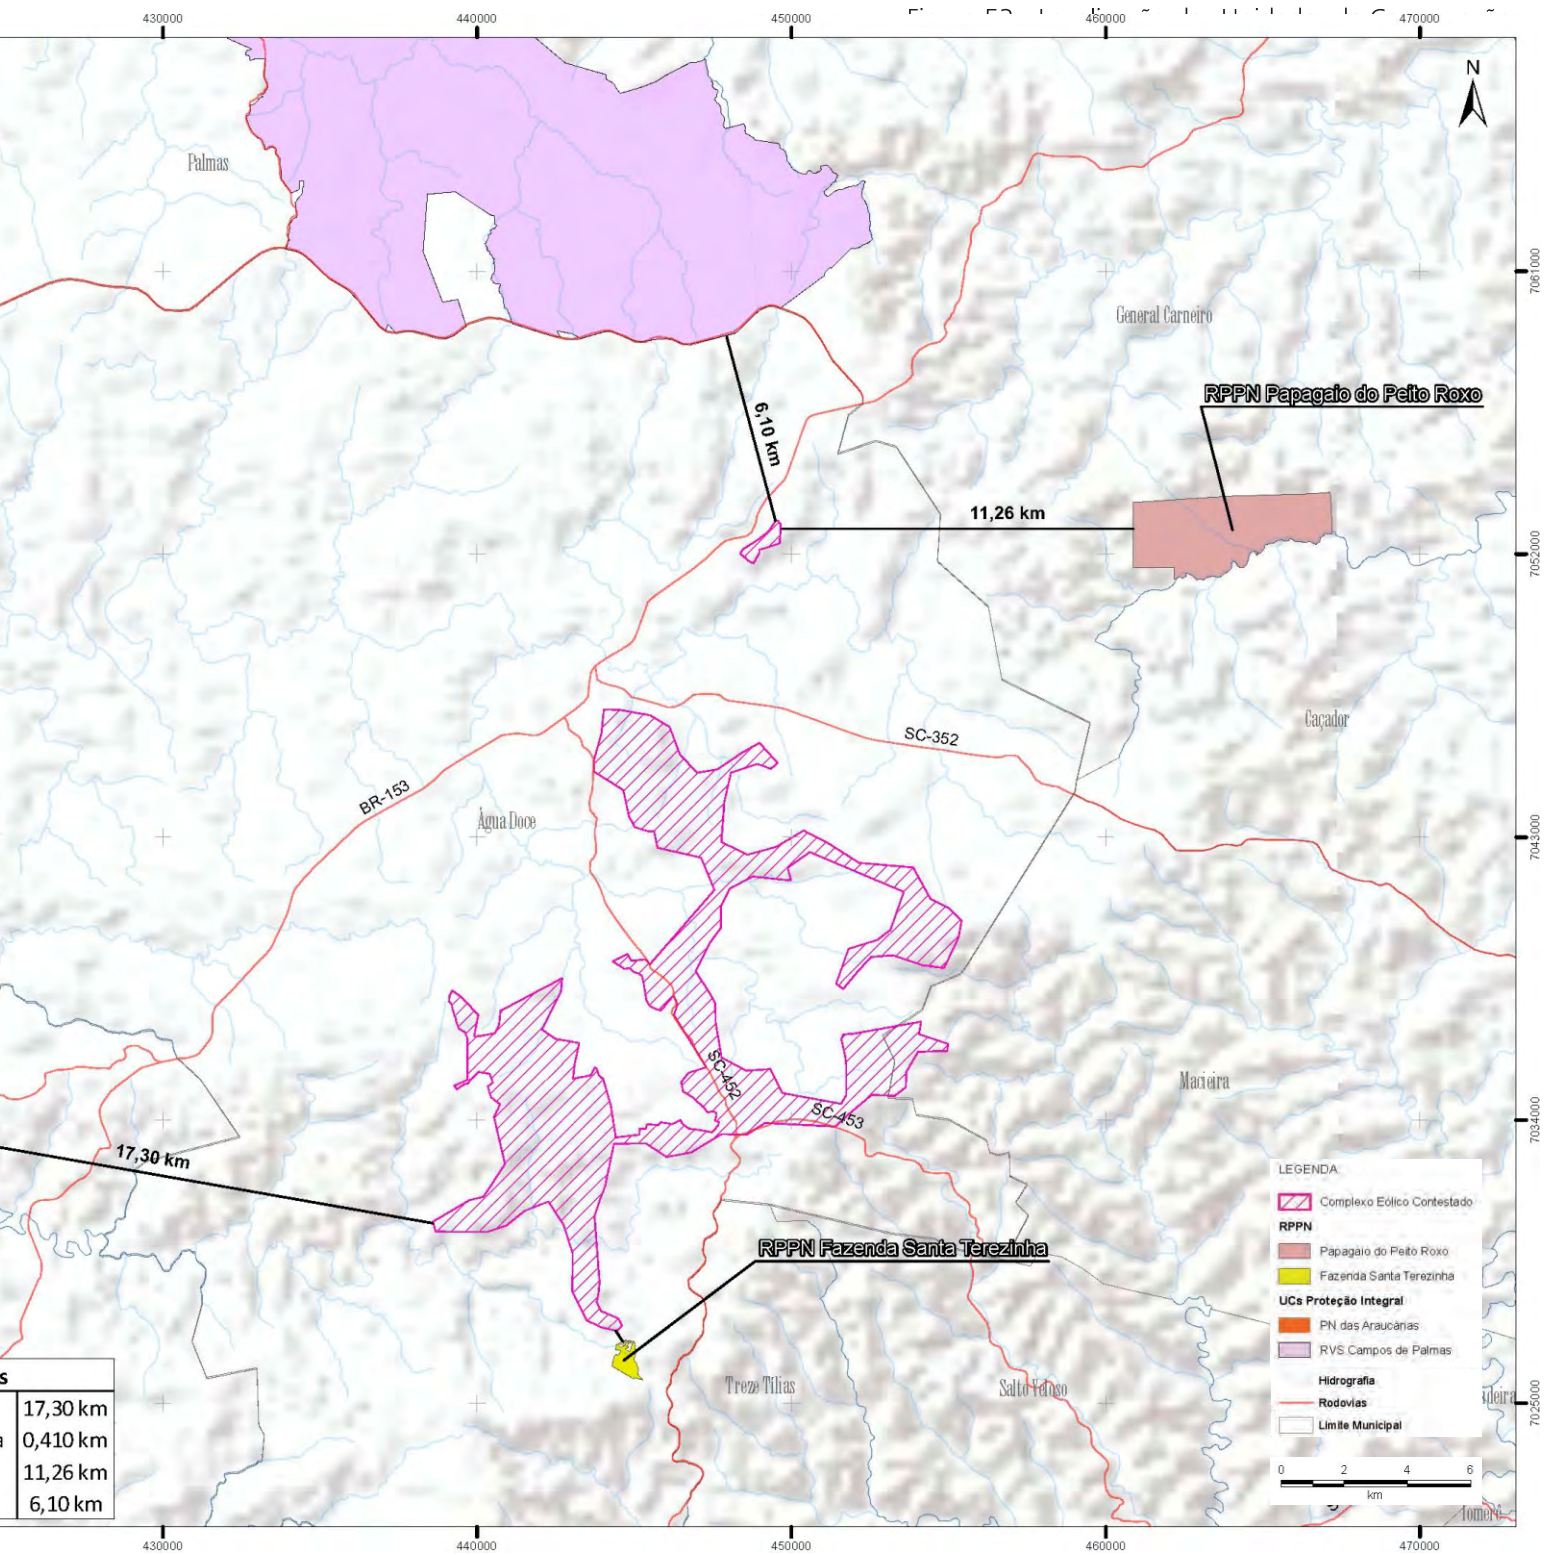 430000
440000
450000
460000
470000
N
Palmas
7061000
General Carneiro
RPPN Papagaio do Peito Roxo
6,10 km
11,26 km
7052000
Caçador
SC-352
BR-153
Água Doce
7043000
SC-452
Macieira
SC-453
7034000
17,30 km
RPPN Fazenda Santa Terezinha
LEGENDA
Complexo Eólico Contestado
RPPN
Papagaio do Peito Roxo
Fazenda Santa Terezinha
UCs Proteção Integral
PN das Araucárias
RVS Campos de Palmas
Hidrografia
Rodovias
Limite Municipal
0 2 4 6
km
Treze Tílias
Salto Veloso
7025000
17,30 km
0,410 km
11,26 km
6,10 km
430000
440000
450000
460000
470000